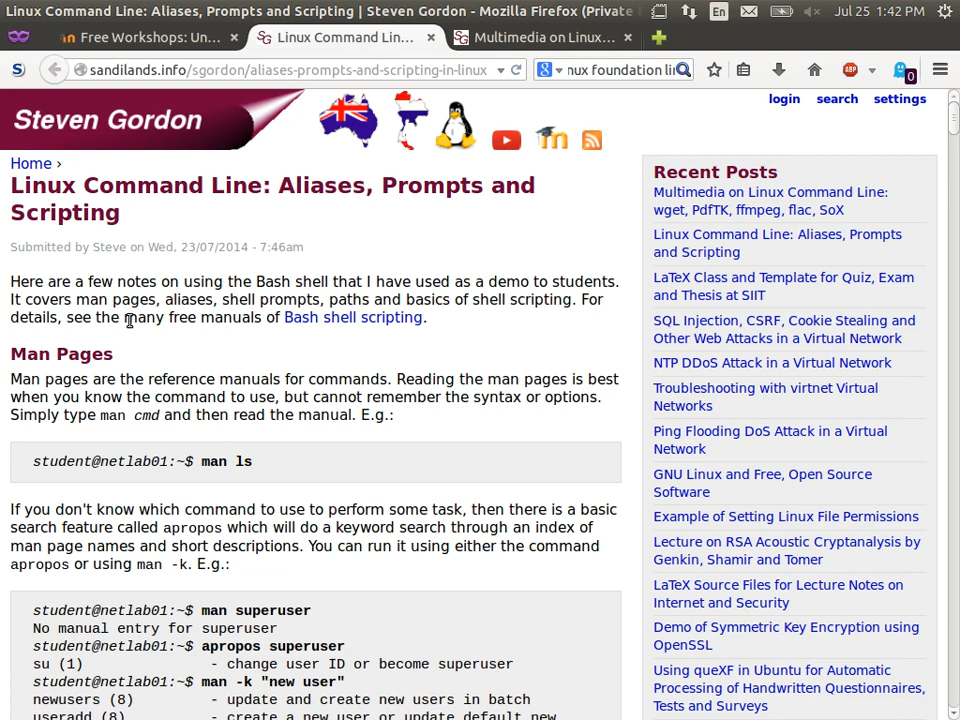 Linux Command Line: Aliases, Prompts and Scripting | Steven Gordon - Mozilla Firefox (Private
En
Jul 25 1:42 PM
Free Workshops: Un...
Linux Command Lin...
Multimedia on Linux...
sandilands.info/sgordon/aliases-prompts-and-scripting-in-linux
nux foundation li
ABP
0
Steven Gordon
login search settings
Home ›
Linux Command Line: Aliases, Prompts and
Scripting
Submitted by Steve on Wed, 23/07/2014 - 7:46am
Here are a few notes on using the Bash shell that I have used as a demo to students.
It covers man pages, aliases, shell prompts, paths and basics of shell scripting. For
details, see the many free manuals of Bash shell scripting.
Man Pages
Man pages are the reference manuals for commands. Reading the man pages is best
when you know the command to use, but cannot remember the syntax or options.
Simply type man cmd and then read the manual. E.g.:
student@netlab01:~$ man ls
If you don't know which command to use to perform some task, then there is a basic
search feature called apropos which will do a keyword search through an index of
man page names and short descriptions. You can run it using either the command
apropos or using man -k. E.g.:
student@netlab01:~$ man superuser
No manual entry for superuser
student@netlab01:~$ apropos superuser
su (1) - change user ID or become superuser
student@netlab01:~$ man -k "new user"
newusers (8) - update and create new users in batch
useradd (8) - create a new user or update default new
Recent Posts
Multimedia on Linux Command Line:
wget, PdfTK, ffmpeg, flac, SoX
Linux Command Line: Aliases, Prompts
and Scripting
LaTeX Class and Template for Quiz, Exam
and Thesis at SIIT
SQL Injection, CSRF, Cookie Stealing and
Other Web Attacks in a Virtual Network
NTP DDoS Attack in a Virtual Network
Troubleshooting with virtnet Virtual
Networks
Ping Flooding DoS Attack in a Virtual
Network
GNU Linux and Free, Open Source
Software
Example of Setting Linux File Permissions
Lecture on RSA Acoustic Cryptanalysis by
Genkin, Shamir and Tomer
LaTeX Source Files for Lecture Notes on
Internet and Security
Demo of Symmetric Key Encryption using
OpenSSL
Using queXF in Ubuntu for Automatic
Processing of Handwritten Questionnaires,
Tests and Surveys